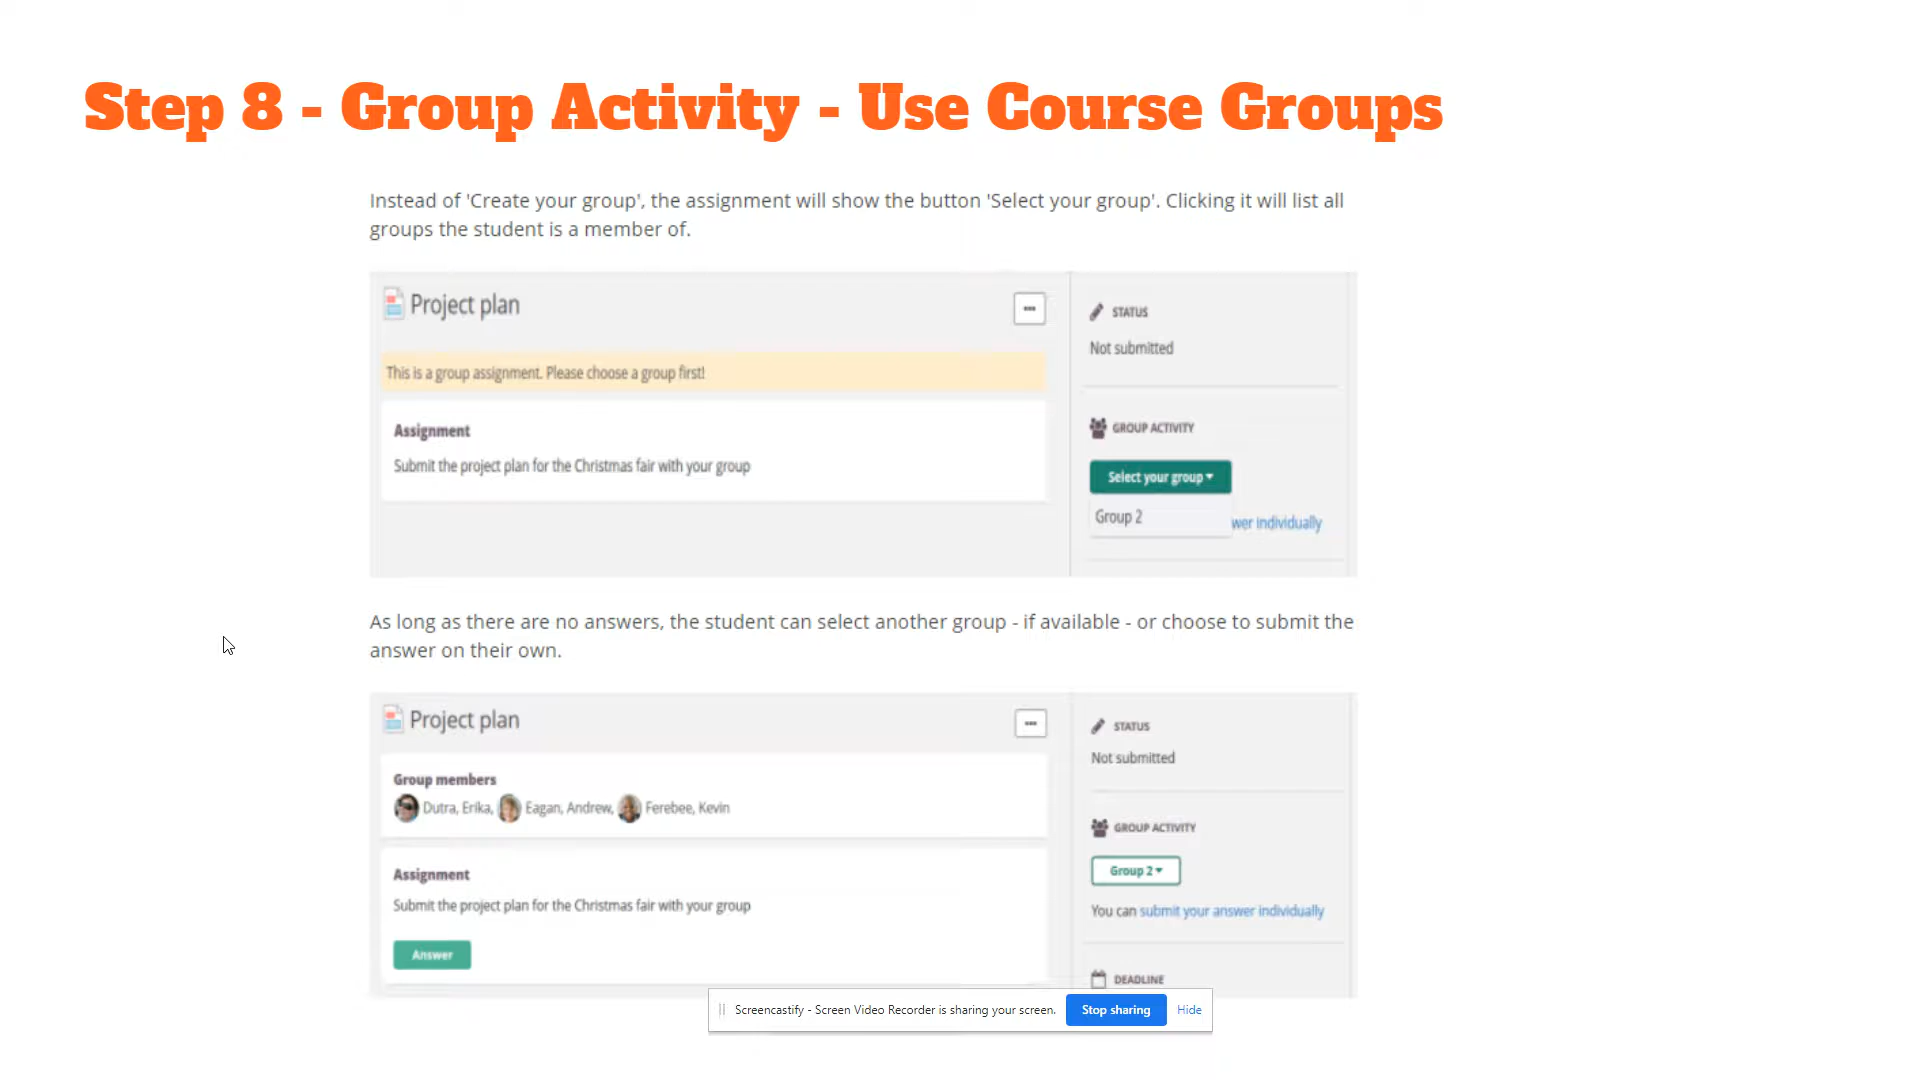 Step 8 - Group Activity - Use Course Groups
Instead of 'Create your group', the assignment will show the button 'Select your group'. Clicking it will list all
groups the student is a member of.
Project plan
This is a group assignment. Please choose a group first!
Assignment
Submit the project plan for the Christmas fair with your group
STATUS
Not submitted
GROUP ACTIVITY
Select your group
Group 2
wer individually
As long as there are no answers, the student can select another group - if available - or choose to submit the
answer on their own.
Project plan
Group members
Dutra, Erika, Eagan, Andrew, Ferebee, Kevin
Assignment
Submit the project plan for the Christmas fair with your group
Answer
STATUS
Not submitted
GROUP ACTIVITY
Group 2
You can submit your answer individually
DEADLINE
Screencastify - Screen Video Recorder is sharing your screen. Stop sharing Hide